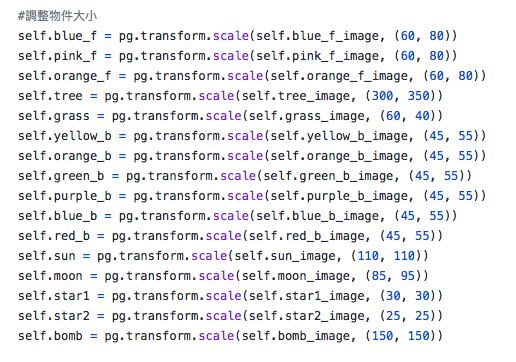 #調整物件大小
self.blue_f = pg.transform.scale(self.blue_f_image, (60, 80))
self.pink_f = pg.transform.scale(self.pink_f_image, (60, 80))
self.orange_f = pg.transform.scale(self.orange_f_image, (60, 80))
self.tree = pg.transform.scale(self.tree_image, (300, 350))
self.grass = pg.transform.scale(self.grass_image, (60, 40))
self.yellow_b = pg.transform.scale(self.yellow_b_image, (45, 55))
self.orange_b = pg.transform.scale(self.orange_b_image, (45, 55))
self.green_b = pg.transform.scale(self.green_b_image, (45, 55))
self.purple_b = pg.transform.scale(self.purple_b_image, (45, 55))
self.blue_b = pg.transform.scale(self.blue_b_image, (45, 55))
self.red_b = pg.transform.scale(self.red_b_image, (45, 55))
self.sun = pg.transform.scale(self.sun_image, (110, 110))
self.moon = pg.transform.scale(self.moon_image, (85, 95))
self.star1 = pg.transform.scale(self.star1_image, (30, 30))
self.star2 = pg.transform.scale(self.star2_image, (25, 25))
self.bomb = pg.transform.scale(self.bomb_image, (150, 150))